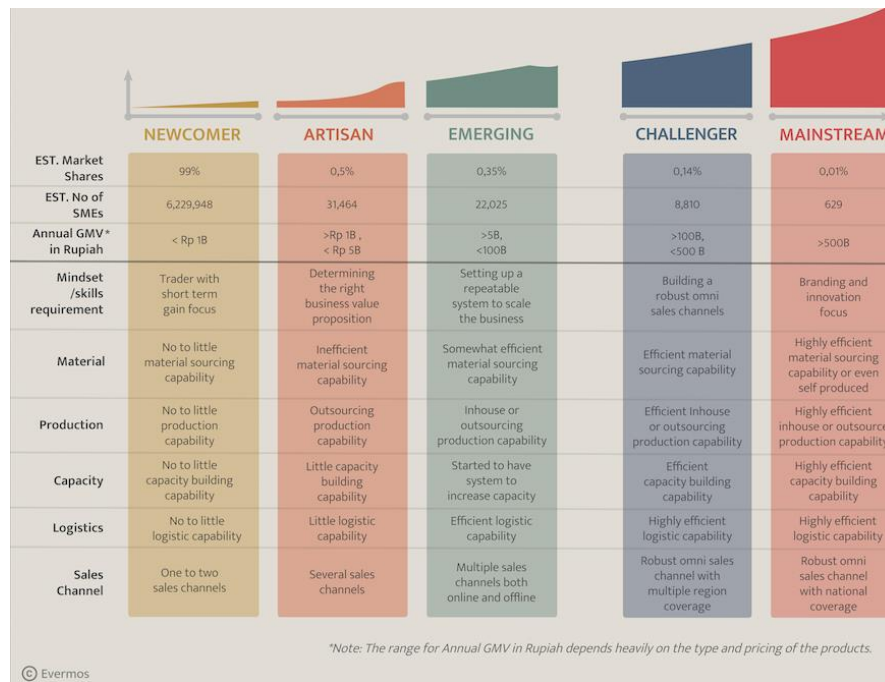 NEWCOMER ARTISAN EMERGING CHALLENGER MAINSTREAM
EST. Market
Shares
99% 0,5% 0,35% 0,14% 0,01%
EST. No of
SMEs
6,229,948 31,464 22,025 8,810 629
Annual GMV*
in Rupiah
< Rp 1B
>Rp 1B ,
< Rp 5B
>5B,
<100B
>100B,
<500 B
>500B
Mindset
/skills
requirement
Trader with
short term
gain focus
Determining
the right
business value
proposition
Setting up a
repeatable
system to scale
the business
Building a
robust omni
sales channels
Branding and
innovation
focus
Material
No to little
material sourcing
capability
Inefficient
material sourcing
capability
Somewhat efficient
material sourcing
capability
Efficient material
sourcing capability
Highly efficient
material sourcing
capability or even
self produced
Production
No to little
production
capability
Outsourcing
production
capability
Inhouse or
outsourcing
production capability
Efficient Inhouse
or outsourcing
production capability
Highly efficient
inhouse or outsource
production capability
Capacity
No to little
capacity building
capability
Little capacity
building
capability
Started to have
system to
increase capacity
Efficient
capacity building
capability
Highly efficient
capacity building
capability
Logistics
No to little
logistic capability
Little logistic
capability
Efficient logistic
capability
Highly efficient
logistic capability
Highly efficient
logistic capability
Sales
Channel
One to two
sales channels
Several sales
channels
Multiple sales
channels both
online and offline
Robust omni sales
channel with
multiple region
coverage
Robust omni
sales channel
with national
coverage
*Note: The range for Annual GMV in Rupiah depends heavily on the type and pricing of the products.
© Evermos